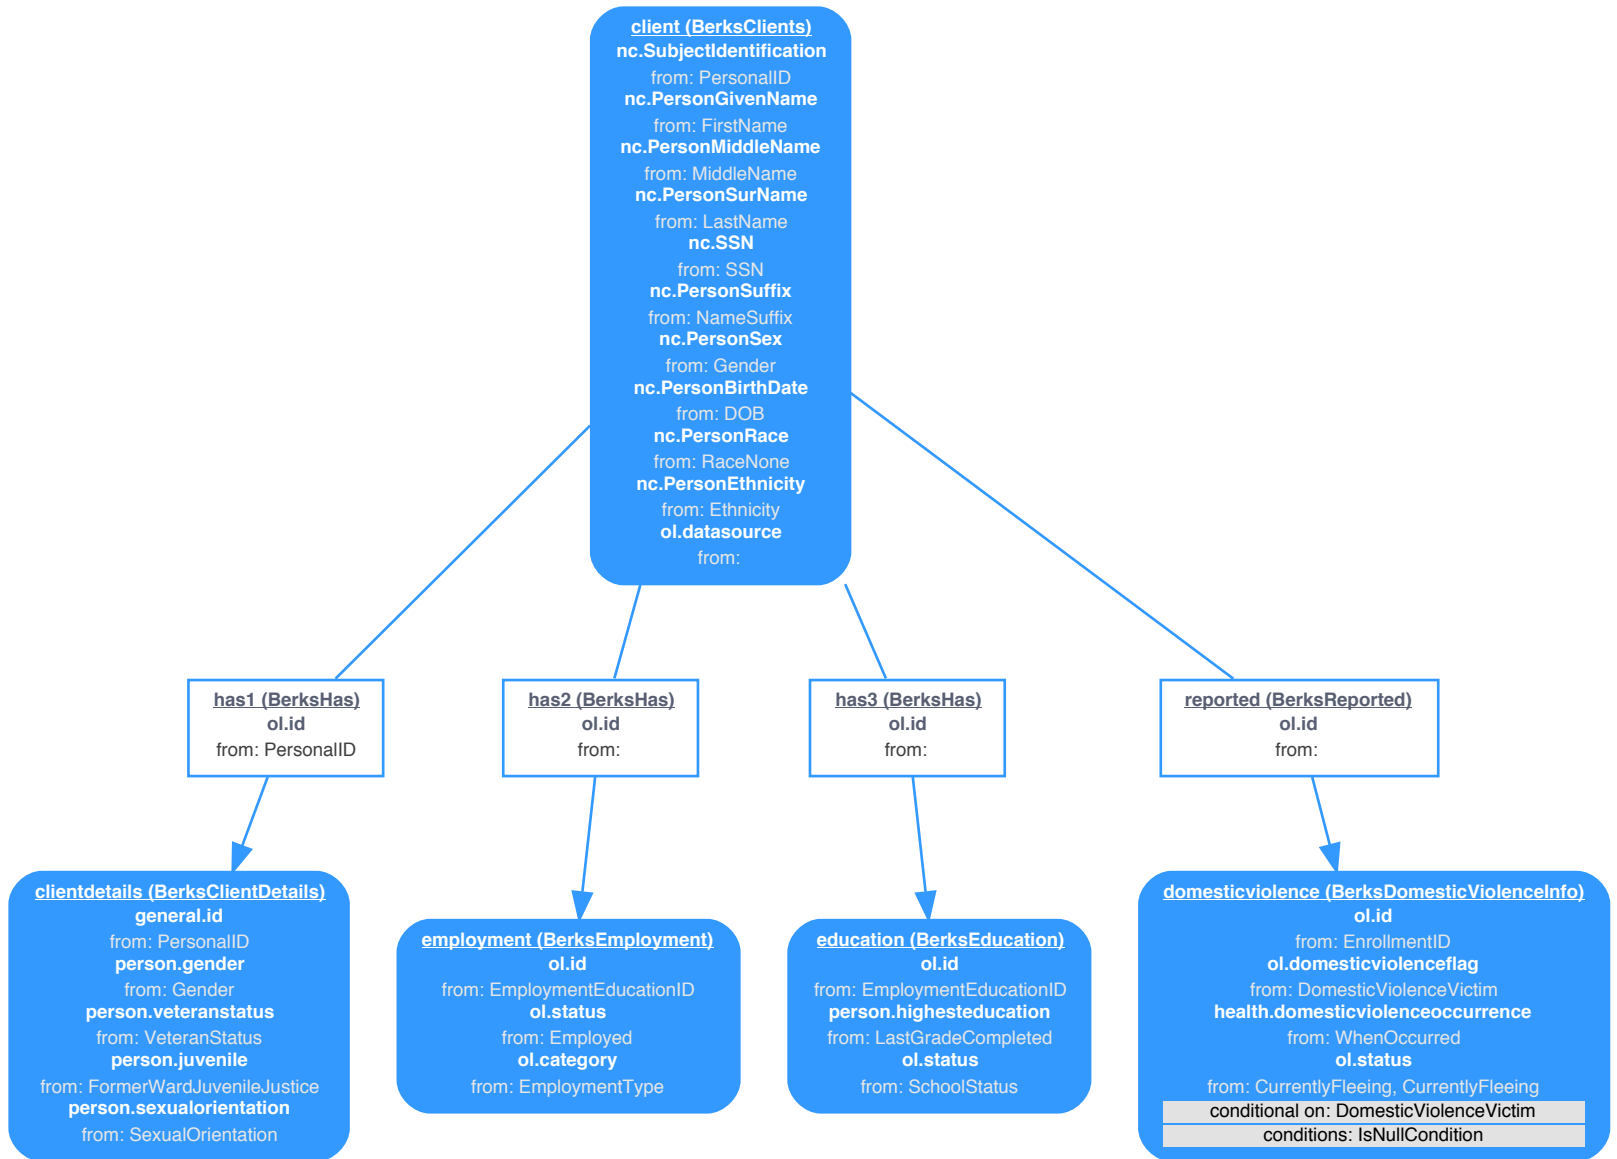 client (BerksClients)
nc.SubjectIdentification
from: PersonalID
nc.PersonGivenName
from: FirstName
nc.PersonMiddleName
from: MiddleName
nc.PersonSurName
from: LastName
nc.SSN
from: SSN
nc.PersonSuffix
from: NameSuffix
nc.PersonSex
from: Gender
nc.PersonBirthDate
from: DOB
nc.PersonRace
from: RaceNone
nc.PersonEthnicity
from: Ethnicity
ol.datasource
from:
has1 (BerksHas)
ol.id
from: PersonalID
has2 (BerksHas)
ol.id
from:
has3 (BerksHas)
ol.id
from:
reported (BerksReported)
ol.id
from:
clientdetails (BerksClientDetails)
general.id
from: PersonalID
person.gender
from: Gender
person.veteranstatus
from: VeteranStatus
person.juvenile
from: FormerWardJuvenileJustice
person.sexualorientation
from: SexualOrientation
employment (BerksEmployment)
ol.id
from: EmploymentEducationID
ol.status
from: Employed
ol.category
from: EmploymentType
education (BerksEducation)
ol.id
from: EmploymentEducationID
person.highesteducation
from: LastGradeCompleted
ol.status
from: SchoolStatus
domesticviolence (BerksDomesticViolenceInfo)
ol.id
from: EnrollmentID
ol.domesticviolenceflag
from: DomesticViolenceVictim
health.domesticviolenceoccurrence
from: WhenOccurred
ol.status
from: CurrentlyFleeing, CurrentlyFleeing
conditional on: DomesticViolenceVictim
conditions: IsNullCondition